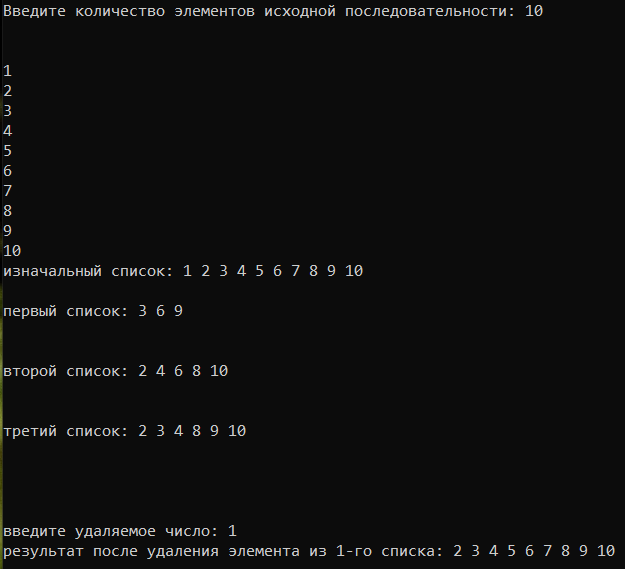 Введите количество элементов исходной последовательности: 10
1
2
3
4
5
6
7
8
9
10
изначальный список: 1 2 3 4 5 6 7 8 9 10
первый список: 3 6 9
второй список: 2 4 6 8 10
третий список: 2 3 4 8 9 10
введите удаляемое число: 1
результат после удаления элемента из 1-го списка: 2 3 4 5 6 7 8 9 10